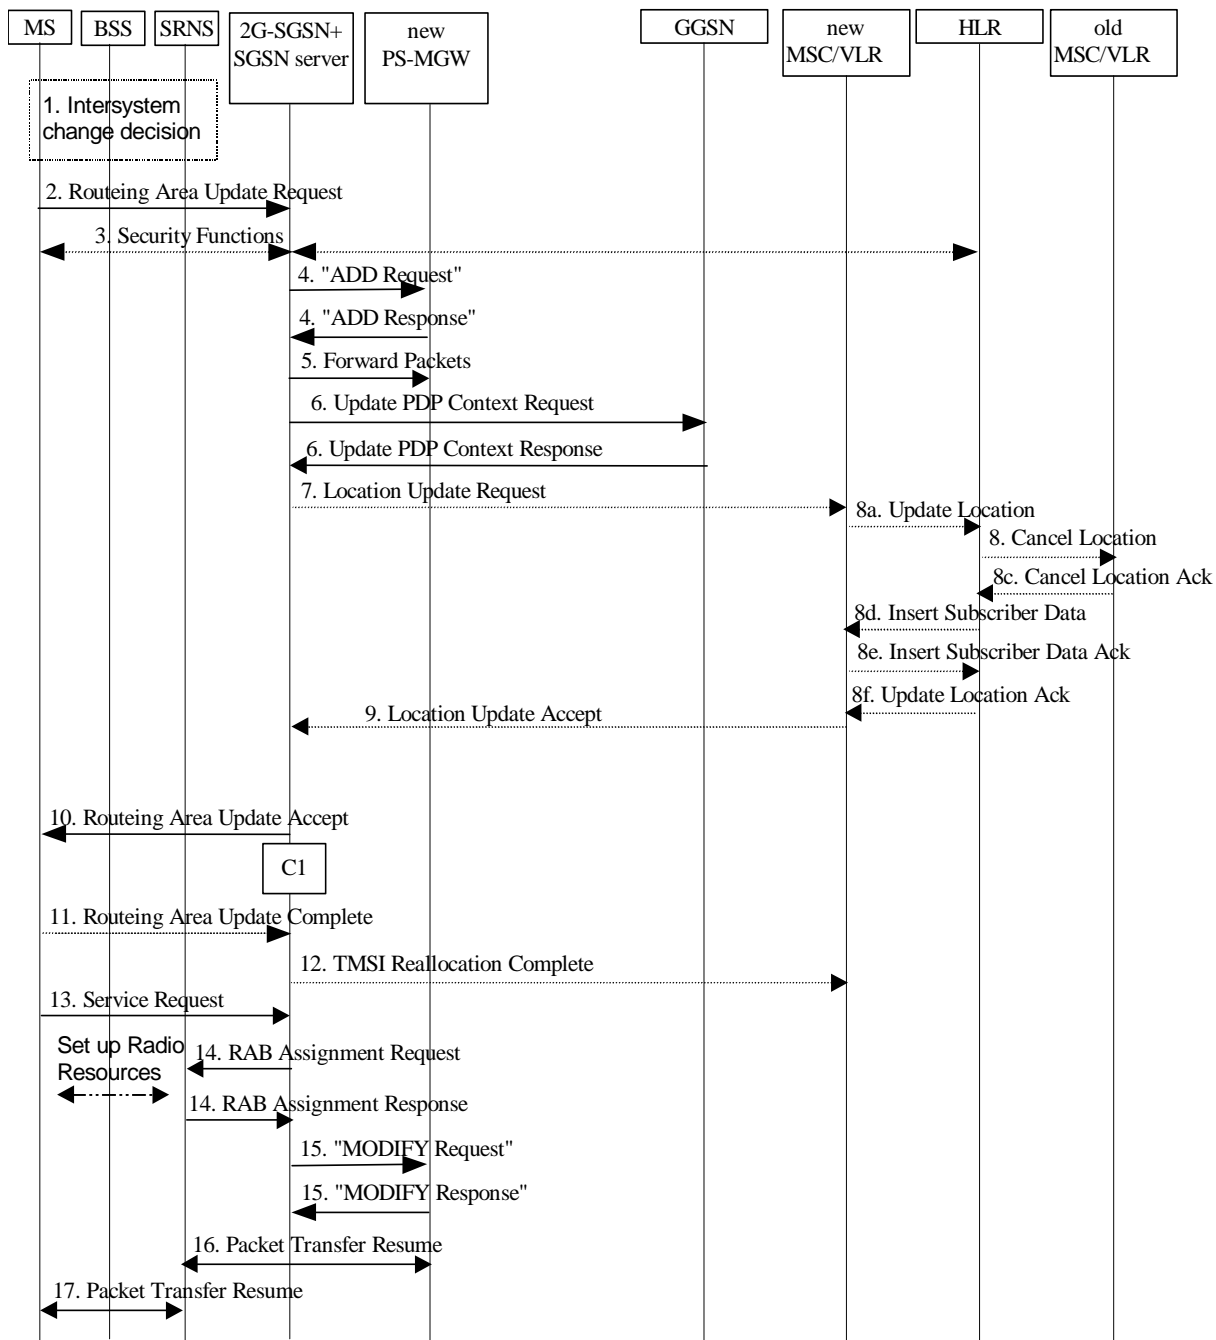 MS BSS SRNS 2G-SGSN+ SGSN server new PS-MGW GGSN new MSC/VLR HLR old MSC/VLR
1. Intersystem
change decision
2. Routeing Area Update Request
3. Security Functions
4. "ADD Request"
4. "ADD Response"
5. Forward Packets
6. Update PDP Context Request
6. Update PDP Context Response
7. Location Update Request
8a. Update Location
8. Cancel Location
8c. Cancel Location Ack
8d. Insert Subscriber Data
8e. Insert Subscriber Data Ack
8f. Update Location Ack
9. Location Update Accept
10. Routeing Area Update Accept
C1
11. Routeing Area Update Complete
12. TMSI Reallocation Complete
13. Service Request
Set up Radio
Resources
14. RAB Assignment Request
14. RAB Assignment Response
15. "MODIFY Request"
15. "MODIFY Response"
16. Packet Transfer Resume
17. Packet Transfer Resume